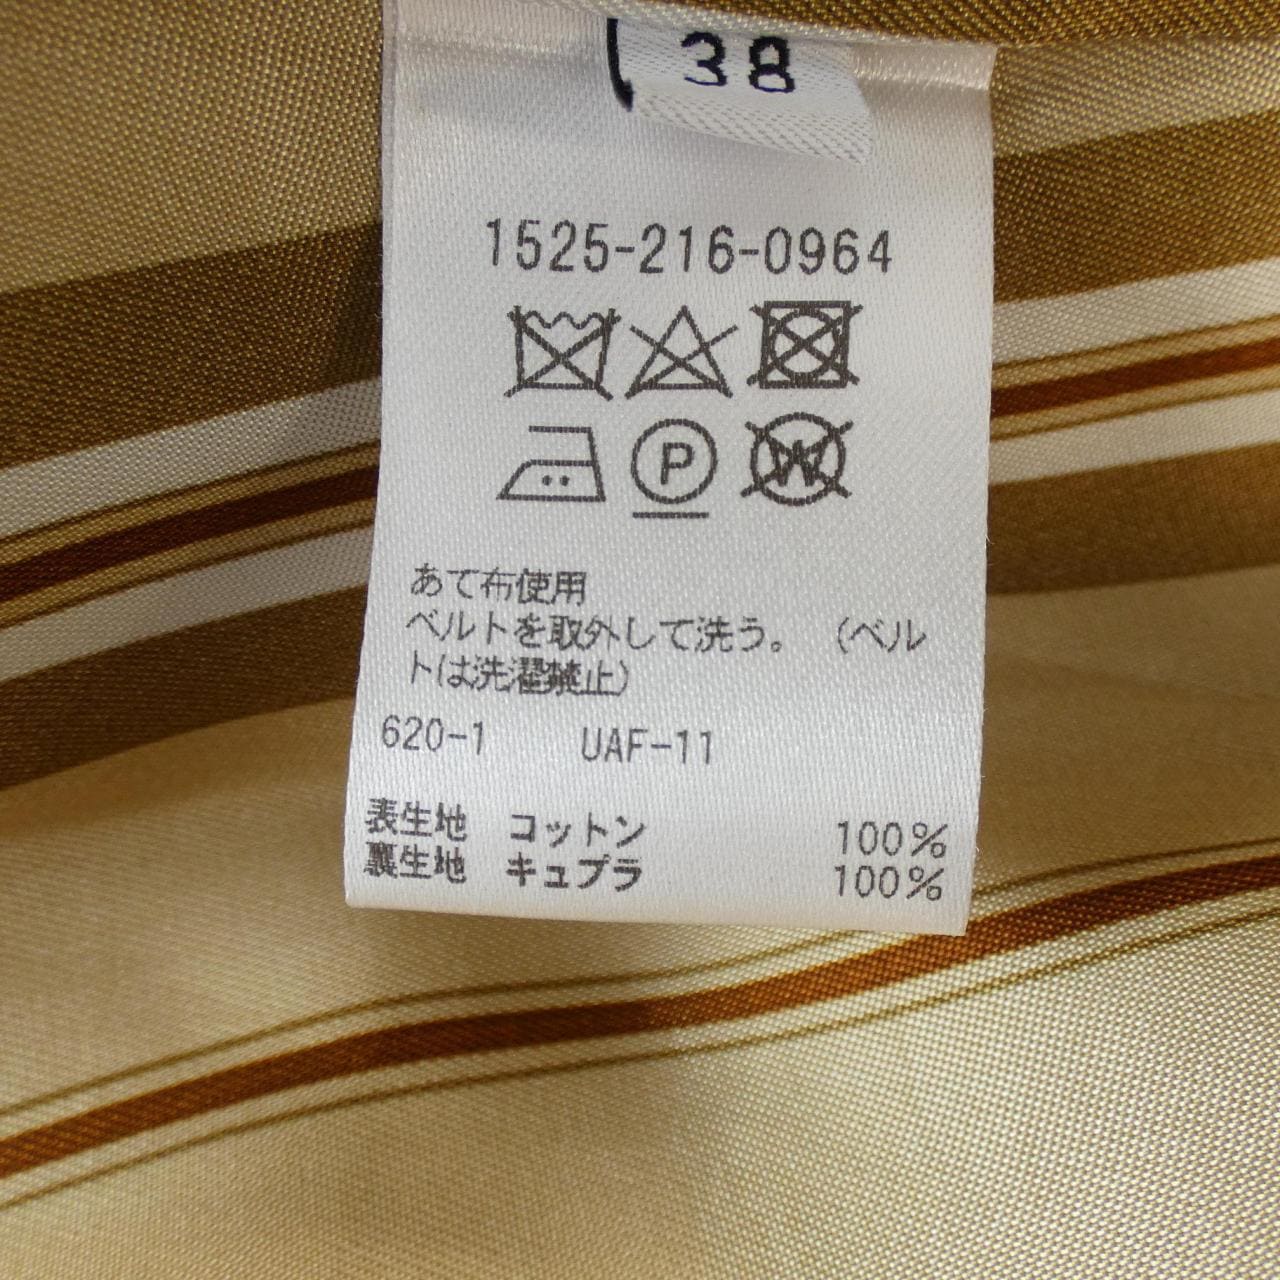 38
1525-216-0964
P W
あて布使用
ベルトを取外して洗う。（ベル
トは洗濯禁止）
620-1 UAF-11
表生地 コットン 100%
裏生地 キュプラ 100%